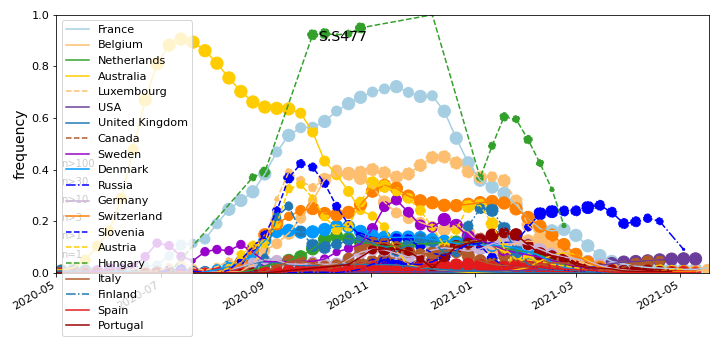 S:S477
1.0
0.8
0.6
0.4
0.2
0.0
frequency
France
Belgium
Netherlands
Australia
Luxembourg
USA
United Kingdom
Canada
Sweden
Denmark
Russia
Germany
Switzerland
Slovenia
Austria
Hungary
Italy
Finland
Spain
Portugal
n>100
n>30
n>10
n=1
2020-05
2020-07
2020-09
2020-11
2021-01
2021-03
2021-05